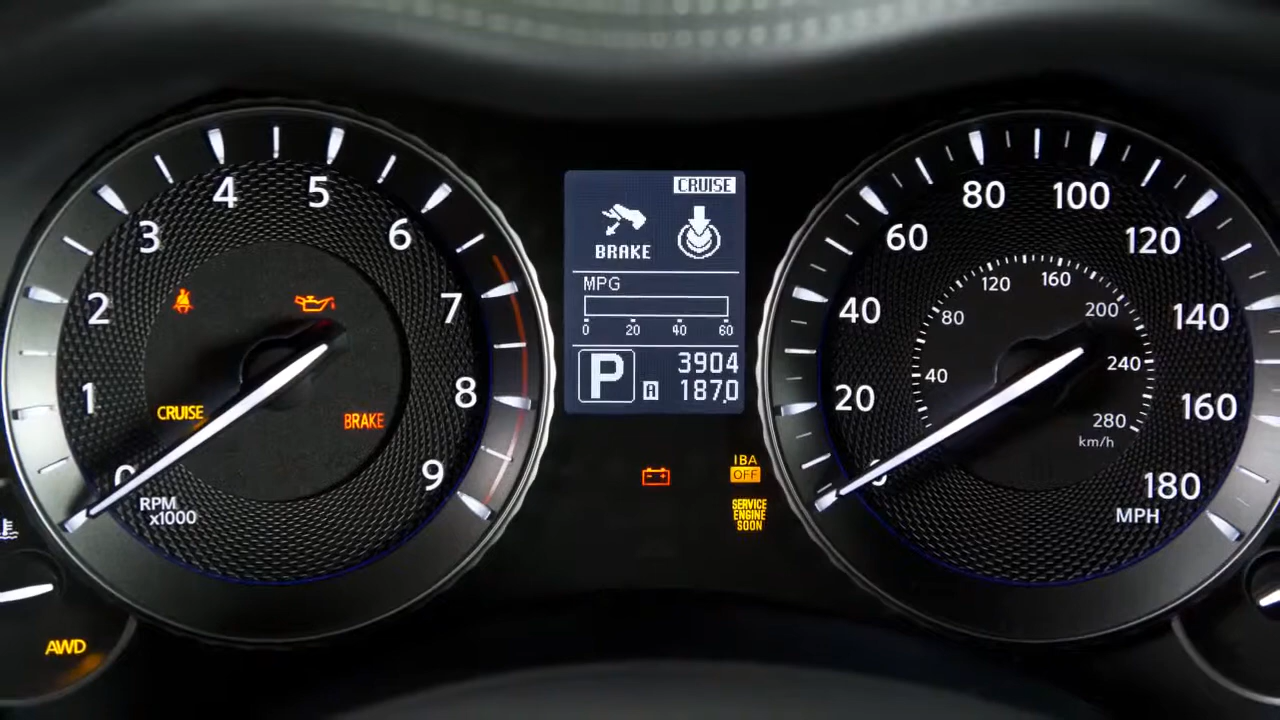 0
1
2
3
4
5
6
7
8
9
RPM
x1000
CRUISE
BRAKE
AWD
CRUISE
BRAKE
MPG
0 20 40 60
P
3904
A 187.0
IBA
OFF
SERVICE
ENGINE
SOON
0
20
40
60
80
100
120
140
160
180
MPH
40
80
120
160
200
240
280
km/h